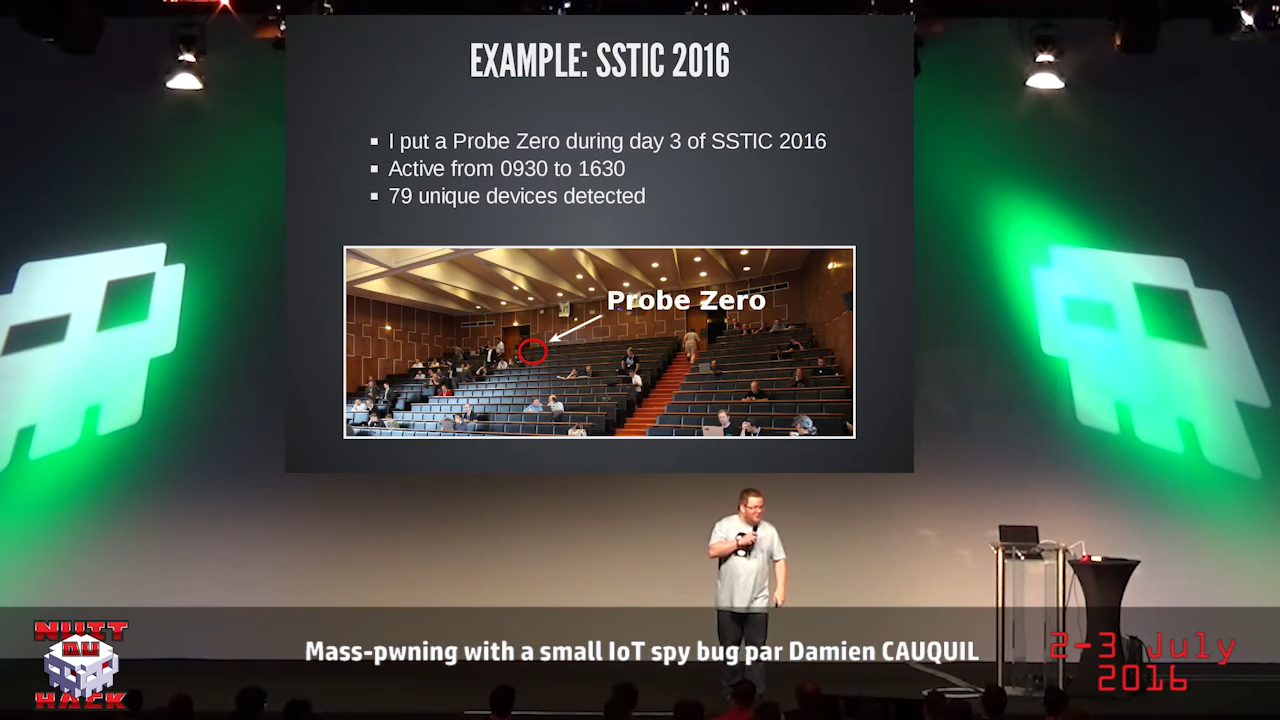 EXAMPLE: SSTIC 2016
I put a Probe Zero during day 3 of SSTIC 2016
Active from 0930 to 1630
79 unique devices detected
Probe Zero
NUIT
DU
HACK
Mass-pwning with a small IoT spy bug par Damien CAUQUIL
2-3 July
2016